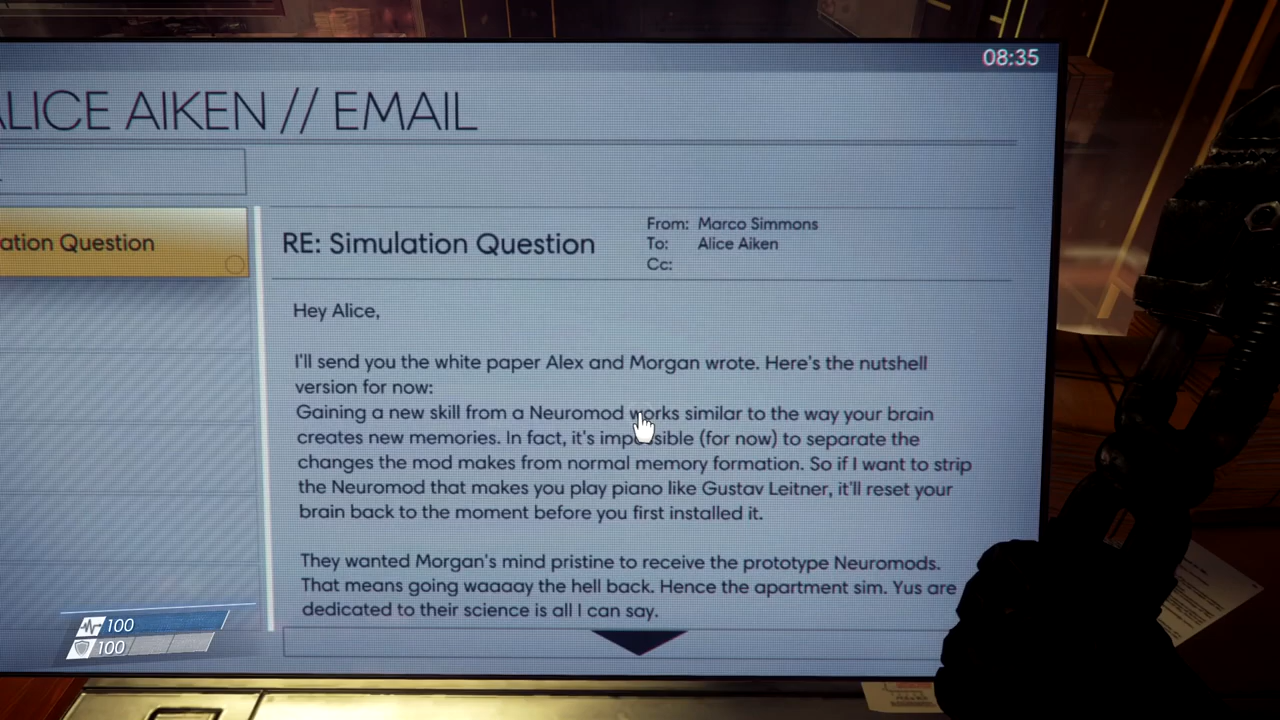 08:35
ALICE AIKEN // EMAIL
ation Question
RE: Simulation Question
From: Marco Simmons
To: Alice Aiken
Cc:
Hey Alice,
I'll send you the white paper Alex and Morgan wrote. Here's the nutshell
version for now:
Gaining a new skill from a Neuromod works similar to the way your brain
creates new memories. In fact, it's impossible (for now) to separate the
changes the mod makes from normal memory formation. So if I want to strip
the Neuromod that makes you play piano like Gustav Leitner, it'll reset your
brain back to the moment before you first installed it.
They wanted Morgan's mind pristine to receive the prototype Neuromods.
That means going waaaay the hell back. Hence the apartment sim. Yus are
dedicated to their science is all I can say.
100
100